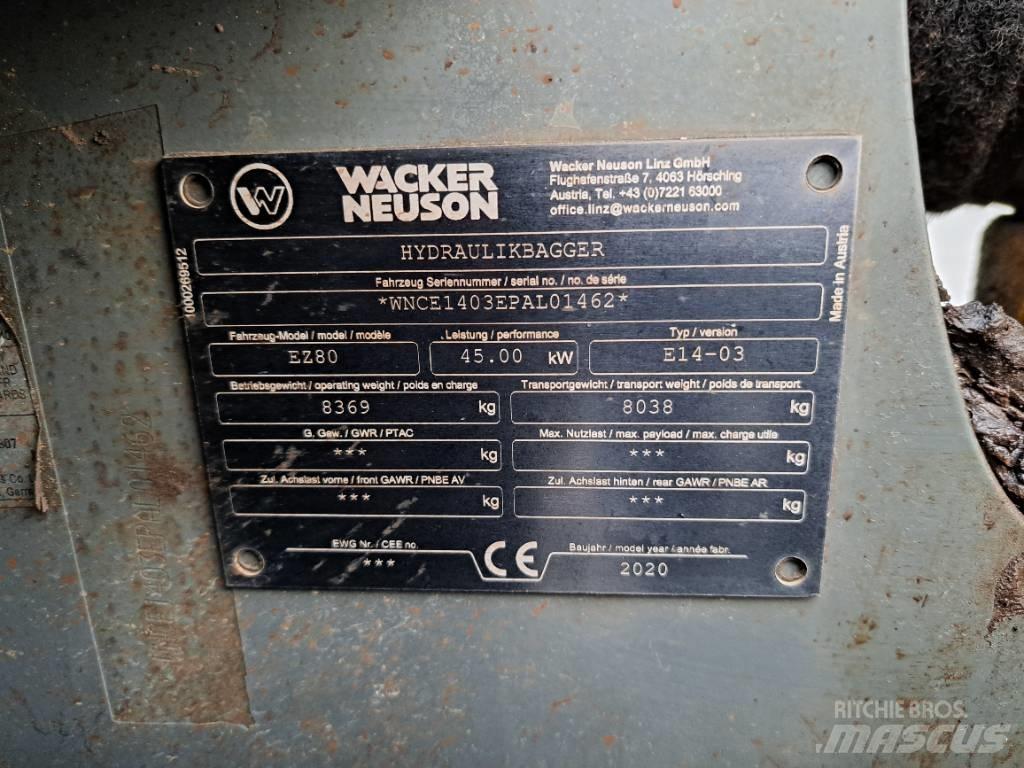 WACKER
NEUSON
Wacker Neuson Linz GmbH
Flughafenstraße 7, 4063 Hörsching
Austria, Tel. +43 (0)7221 63000
office.linz@wackerneuson.com
HYDRAULIKBAGGER
Fahrzeug Seriennummer / serial no. / no. de série
*WNCE1403EPAL01462*
Fahrzeug-Model / model / modèle
Leistung / performance
Typ / version
EZ80
45.00 kW
E14-03
Betriebsgewicht / operating weight / poids en charge
Transportgewicht / transport weight / poids de transport
8369 kg
8038 kg
G. Gew. / GWR / PTAC
Max. Nutzlast / max. payload / max. charge utile
*** kg
*** kg
Zul. Achslast vorne / front GAWR / PNBE AV
Zul. Achslast hinten / rear GAWR / PNBE AR
*** kg
*** kg
EWG Nr. / CEE no.
***
CE
Baujahr / model year / année fabr.
2020
1000269512
Made in Austria
RITCHIE BROS.
MASCUS